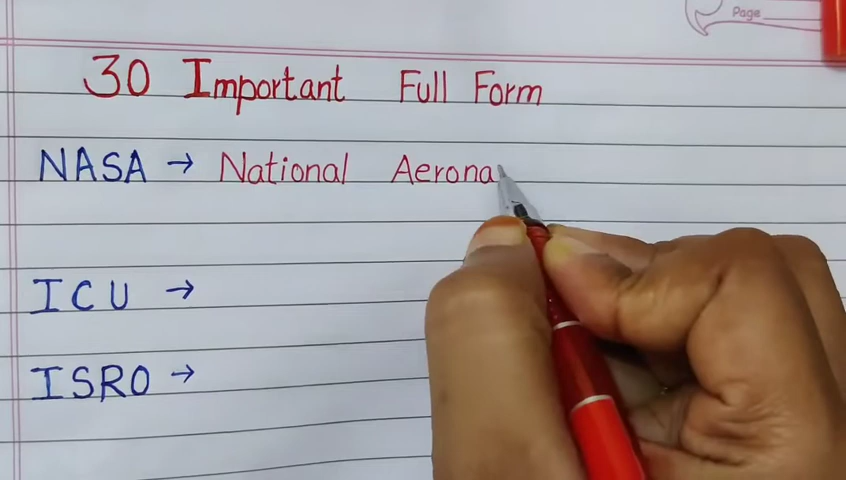 Page
30 Important Full Form
NASA → National Aerona
ICU →
ISRO →